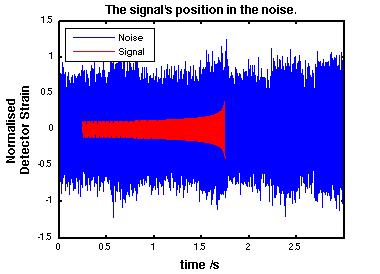 The signal's position in the noise.
Normalised
Detector Strain
1.5
1
0.5
0
-0.5
-1
-1.5
Noise
Signal
0 0.5 1 1.5 2 2.5
time /s